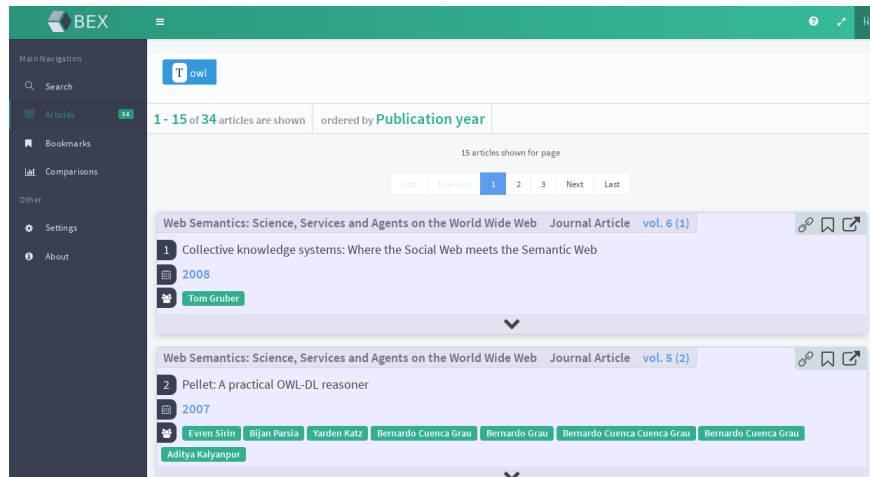 BEX
Main Navigation
Search
Articles 34
Bookmarks
Comparisons
Other
Settings
About
T owl
1 - 15 of 34 articles are shown ordered by Publication year
15 articles shown for page
First Previous 1 2 3 Next Last
Web Semantics: Science, Services and Agents on the World Wide Web Journal Article vol. 6 (1)
1 Collective knowledge systems: Where the Social Web meets the Semantic Web
2008
Tom Gruber
Web Semantics: Science, Services and Agents on the World Wide Web Journal Article vol. 5 (2)
2 Pellet: A practical OWL-DL reasoner
2007
Evren Sirin Bijan Parsia Yarden Katz Bernardo Cuenca Grau Bernardo Grau Bernardo Cuenca Cuenca Grau Bernardo Cuenca Grau
Aditya Kalyanpur